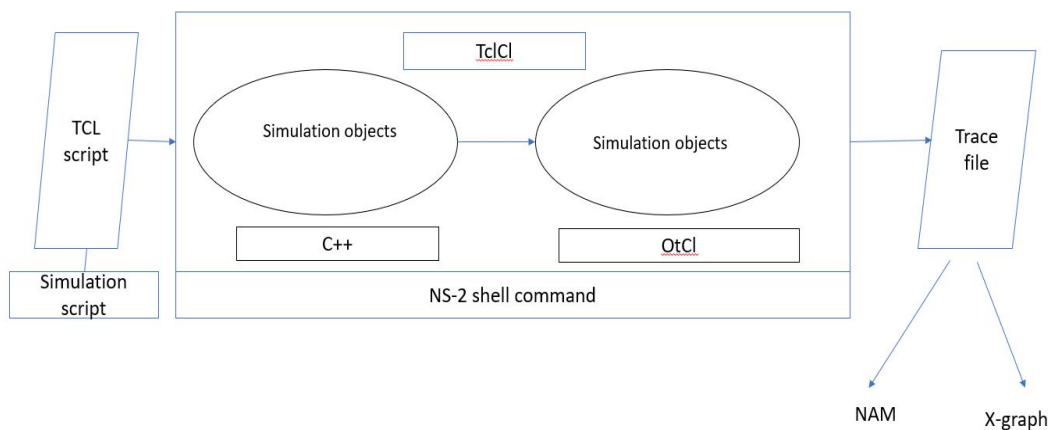 TclCl
TCL
script
Simulation objects
Simulation objects
Trace
file
C++
OtCl
Simulation
script
NS-2 shell command
NAM
X-graph